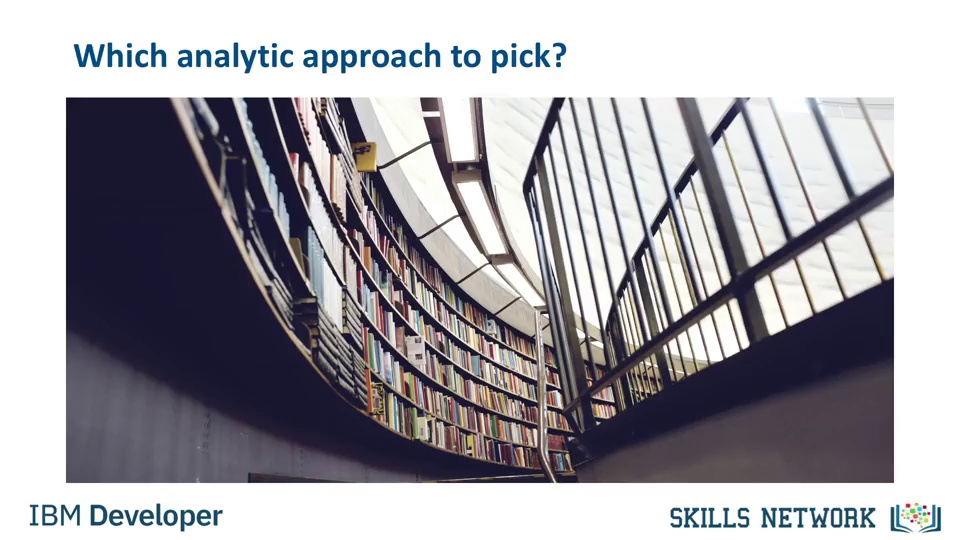 Which analytic approach to pick?
IBM Developer
SKILLS NETWORK